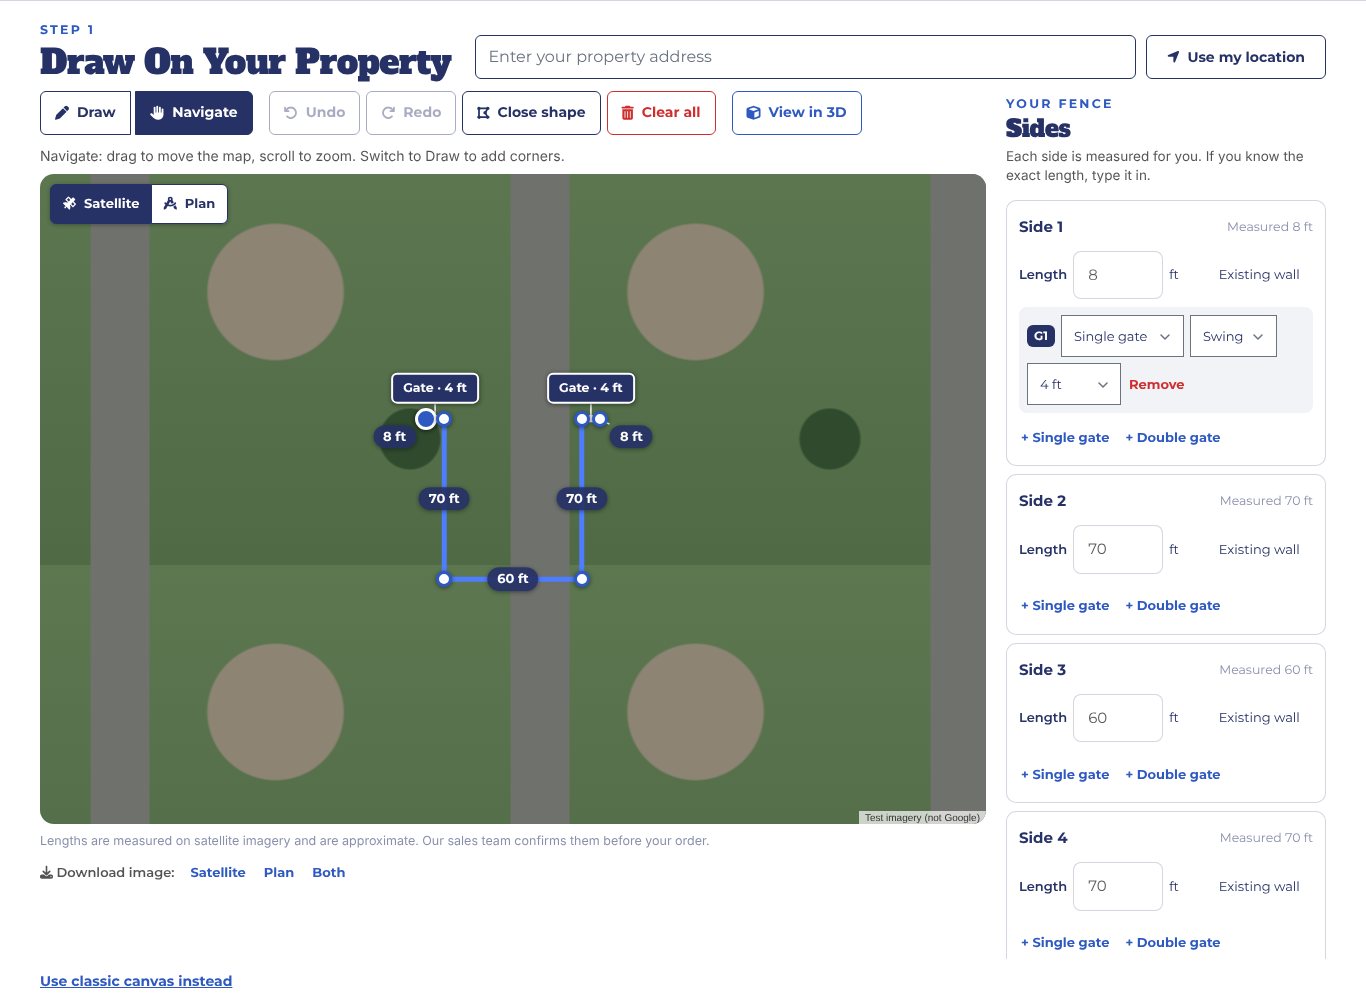 STEP 1
Draw On Your Property
Enter your property address
Use my location
Draw
Navigate
Undo
Redo
Close shape
Clear all
View in 3D
Navigate: drag to move the map, scroll to zoom. Switch to Draw to add corners.
Satellite
Plan
Gate · 4 ft
Gate · 4 ft
8 ft
8 ft
70 ft
70 ft
60 ft
Test imagery (not Google)
Lengths are measured on satellite imagery and are approximate. Our sales team confirms them before your order.
Download image: Satellite Plan Both
Use classic canvas instead
YOUR FENCE
Sides
Each side is measured for you. If you know the
exact length, type it in.
Side 1 Measured 8 ft
Length 8 ft Existing wall
G1 Single gate Swing
4 ft Remove
+ Single gate + Double gate
Side 2 Measured 70 ft
Length 70 ft Existing wall
+ Single gate + Double gate
Side 3 Measured 60 ft
Length 60 ft Existing wall
+ Single gate + Double gate
Side 4 Measured 70 ft
Length 70 ft Existing wall
+ Single gate + Double gate